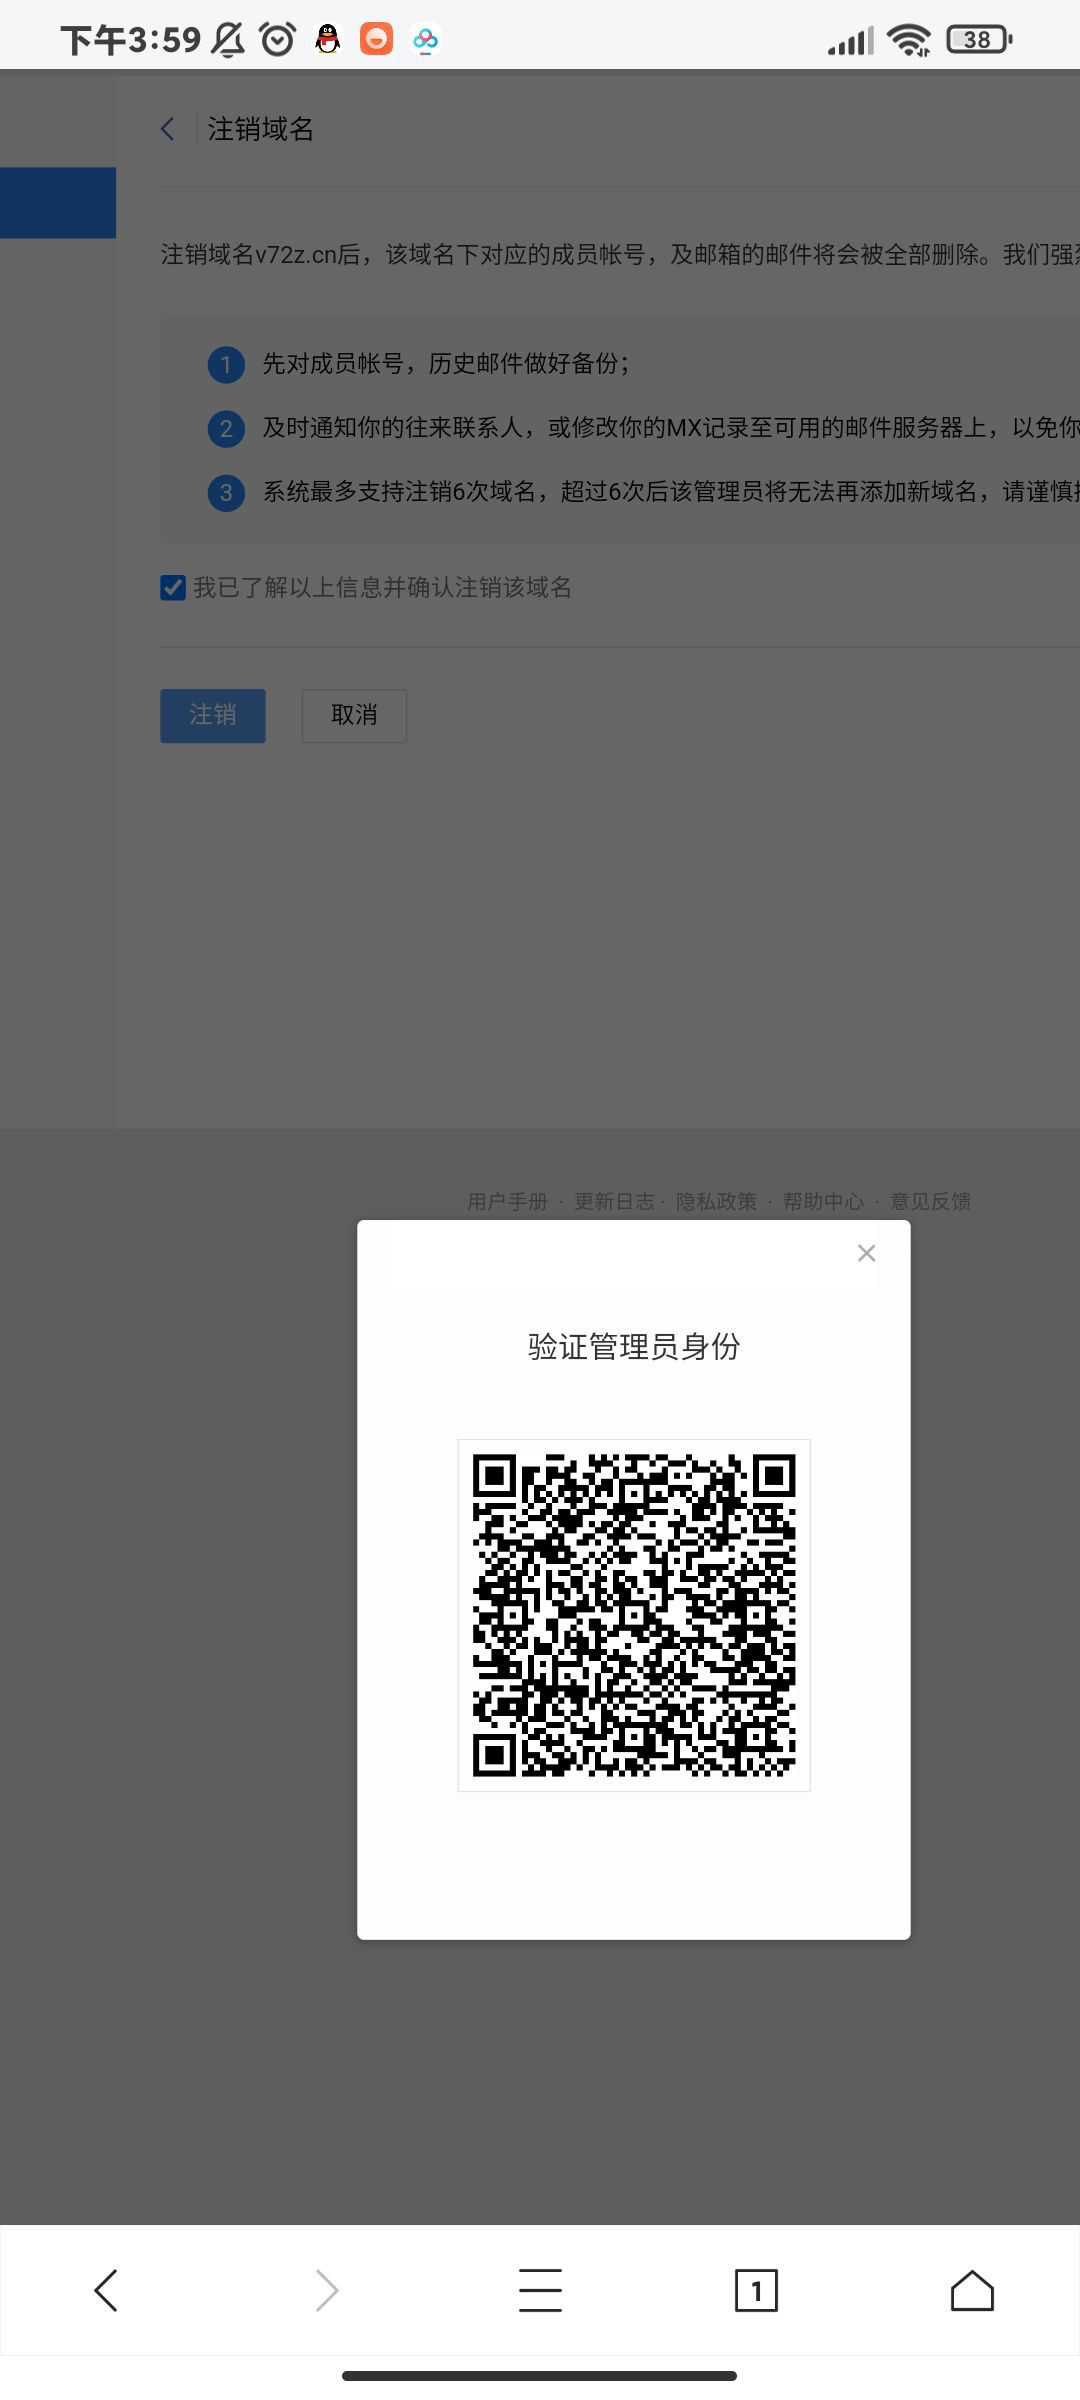 下午3:59
38
注销域名
注销域名v72z.cn后，该域名下对应的成员帐号，及邮箱的邮件将会被全部删除。我们强
1 先对成员帐号，历史邮件做好备份；
2 及时通知你的往来联系人，或修改你的MX记录至可用的邮件服务器上，以免你
3 系统最多支持注销6次域名，超过6次后该管理员将无法再添加新域名，请谨慎
我已了解以上信息并确认注销该域名
注销 取消
用户手册 · 更新日志 · 隐私政策 · 帮助中心 · 意见反馈
验证管理员身份
1